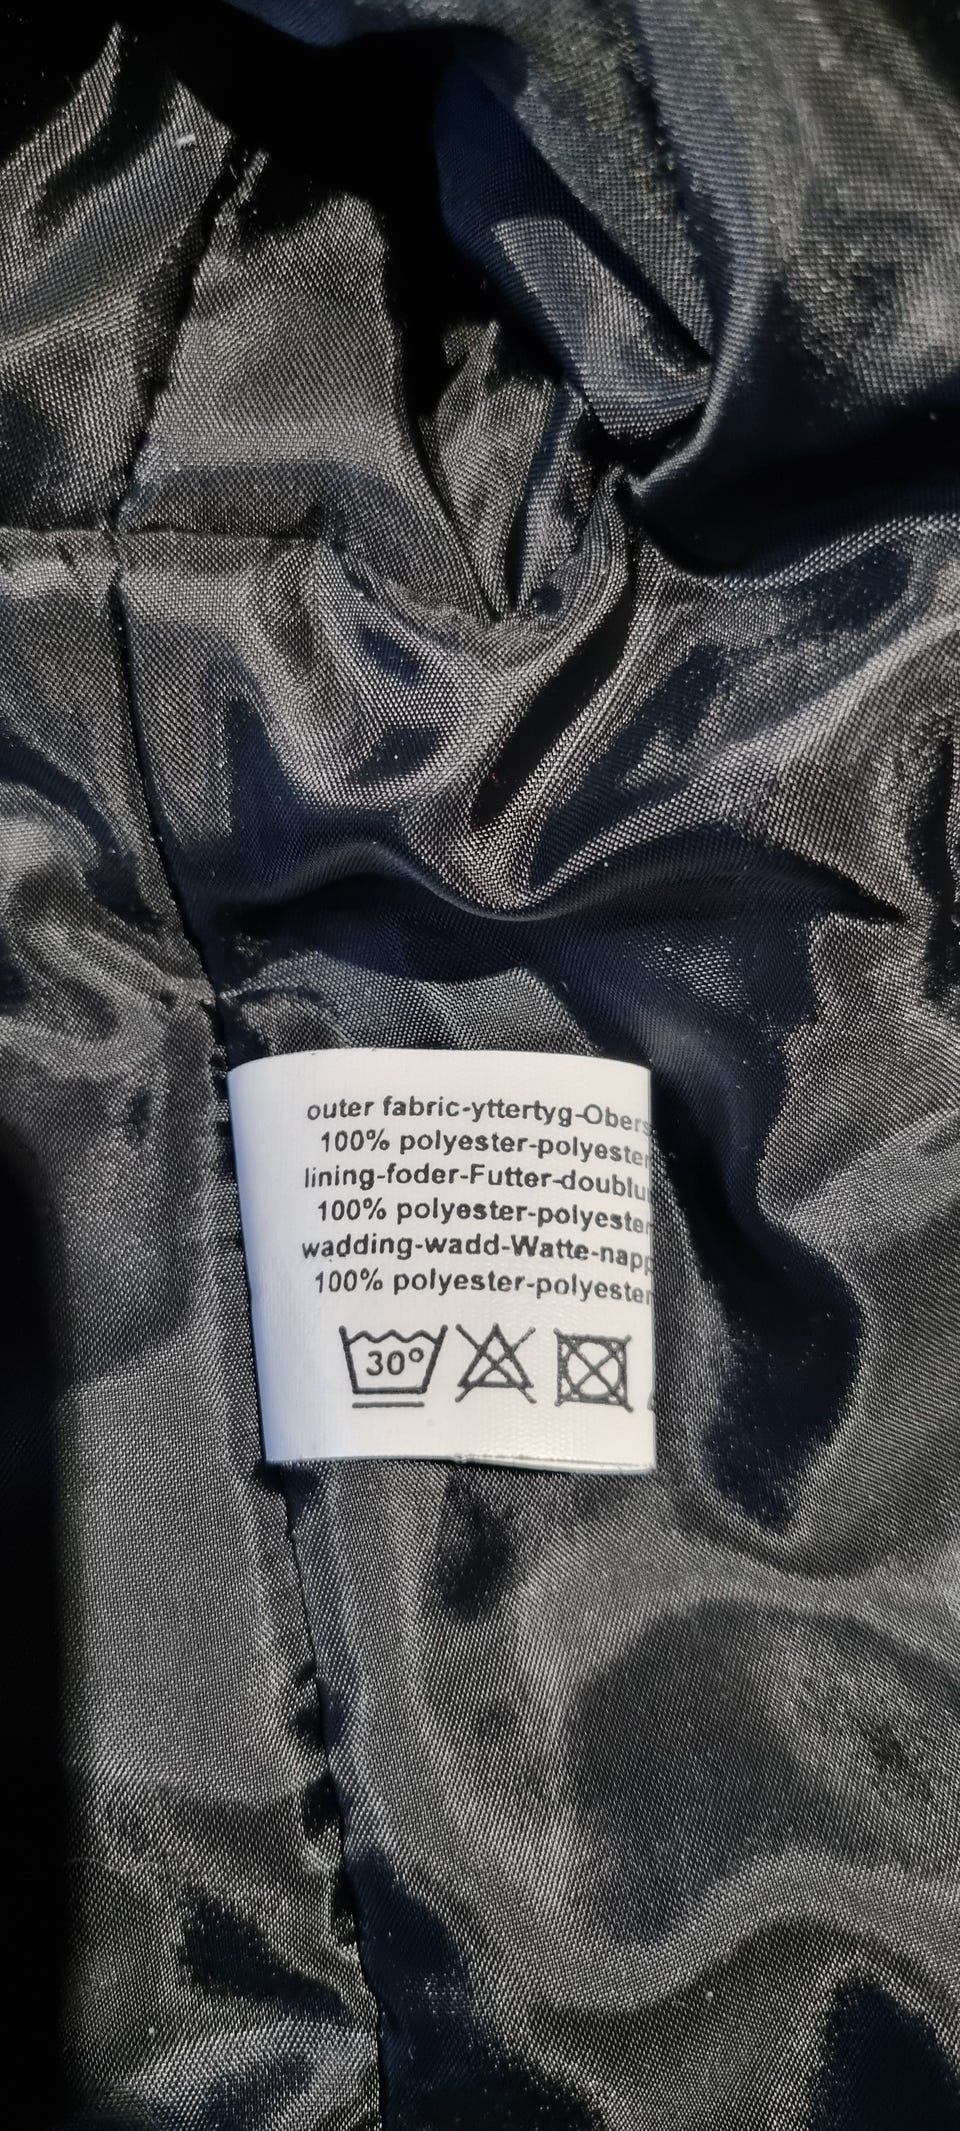 outer fabric-yttertyg-Obers
100% polyester-polyester
lining-foder-Futter-doublu
100% polyester-polyester
wadding-wadd-Watte-napp
100% polyester-polyester
30°